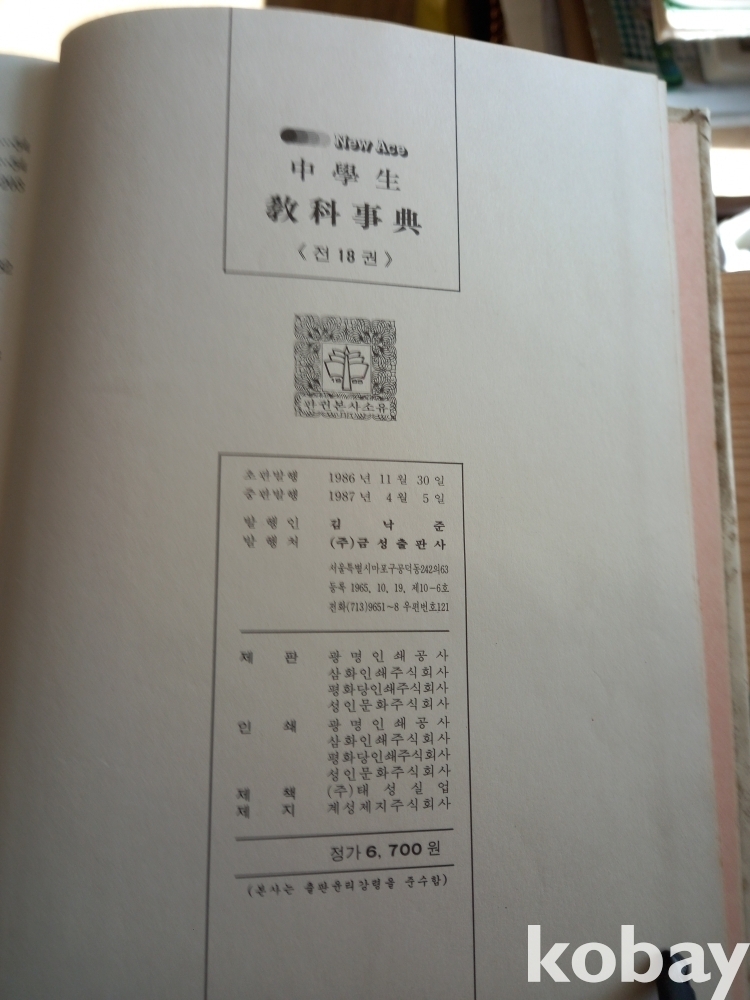 New Ace
中學生
敎科事典
《전 18 권》
판권본사소유
초판발행 1986 년 11 월 30 일
중판발행 1987 년 4 월 5 일
발행인 김낙준
발행처 (주)금성출판사
서울특별시마포구공덕동242의63
등록 1965. 10. 19. 제10-6호
전화(713)9651~8 우편번호121
제판 광명인쇄공사
삼화인쇄주식회사
평화당인쇄주식회사
성인문화주식회사
인쇄 광명인쇄공사
삼화인쇄주식회사
평화당인쇄주식회사
성인문화주식회사
제책 (주)태성실업
제지 계성제지주식회사
정가 6,700 원
(본사는 출판윤리강령을 준수함)
kobay